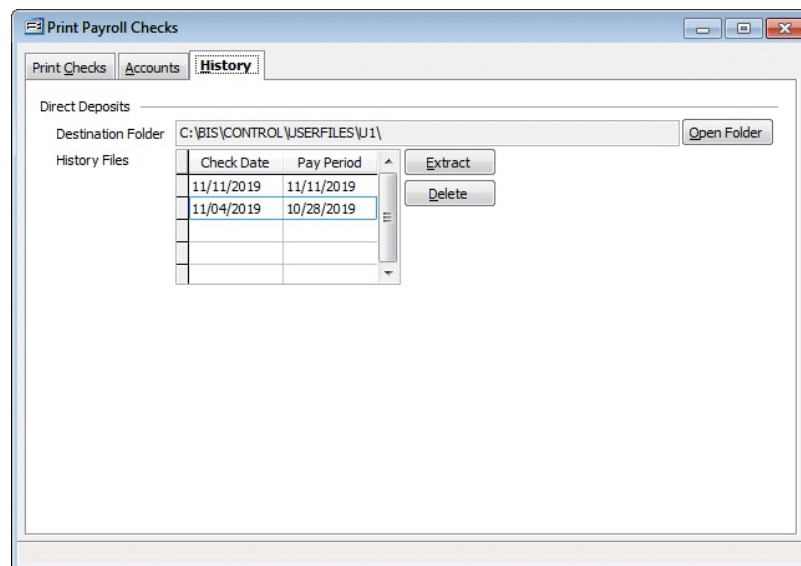 Print Payroll Checks
Print Checks Accounts History
Direct Deposits
Destination Folder C:\BIS\CONTROL\USERFILES\U1\ Open Folder
History Files Check Date Pay Period Extract
11/11/2019 11/11/2019 Delete
11/04/2019 10/28/2019